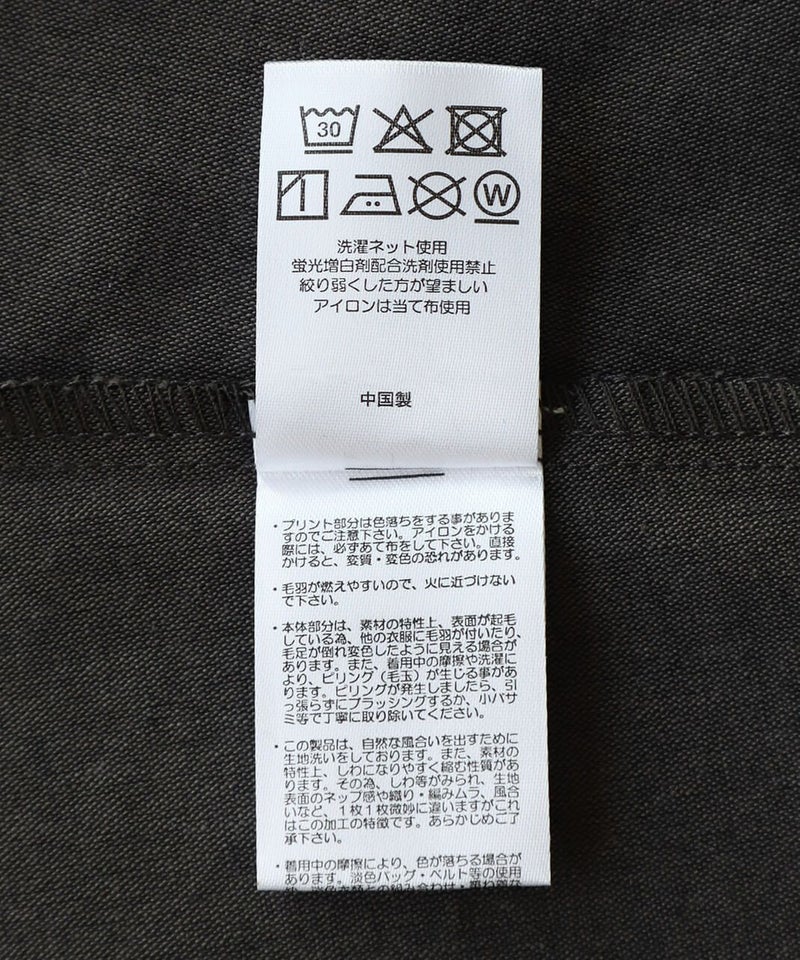 30
W
洗濯ネット使用
蛍光増白剤配合洗剤使用禁止
絞り弱くした方が望ましい
アイロンは当て布使用
中国製
・プリント部分は色落ちをする事がありま
すのでご注意下さい。アイロンをかける
際には、必ずあて布をして下さい。直接
かけると、変質・変色の恐れがあります。
・毛羽が燃えやすいので、火に近づけない
で下さい。
・本体部分は、素材の特性上、表面が起毛
している為、他の衣服に毛羽が付いたり、
毛足が倒れ変色したように見える場合が
あります。また、着用中の摩擦や洗濯に
より、ピリング（毛玉）が生じる事があ
ります。ピリングが発生しましたら、引
っ張らずにブラッシングするか、小バサ
ミ等で丁寧に取り除いてください。
・この製品は、自然な風合いを出すために
生地洗いをしております。また、素材の
特性上、しわになりやすく縮む性質があ
ります。その為、しわ等がみられ、生地
表面のネップ感や織り・編みムラ、風合
いなど、１枚１枚微妙に違いますがこれ
はこの加工の特徴です。あらかじめご了
承下さい。
・着用中の摩擦により、色が落ちる場合が
あります。淡色バッグ・ベルト等の使用